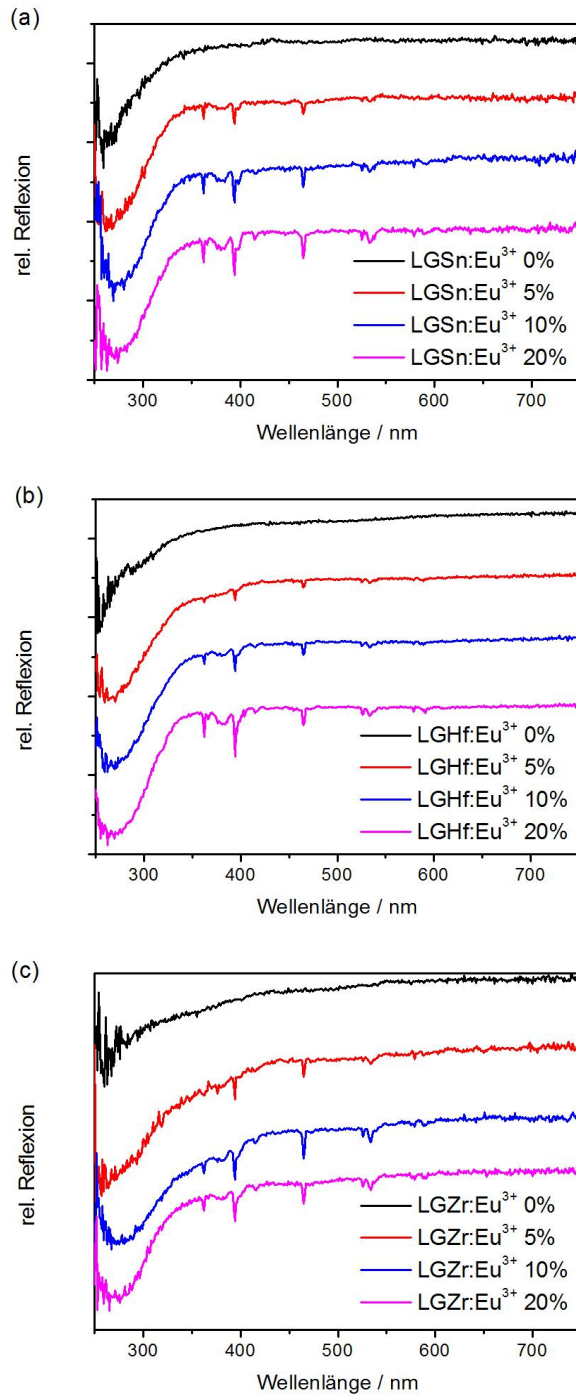 (a)
rel. Reflexion
LGSn:Eu³⁺ 0%
LGSn:Eu³⁺ 5%
LGSn:Eu³⁺ 10%
LGSn:Eu³⁺ 20%
300 400 500 600 700
Wellenlänge / nm
(b)
rel. Reflexion
LGHf:Eu³⁺ 0%
LGHf:Eu³⁺ 5%
LGHf:Eu³⁺ 10%
LGHf:Eu³⁺ 20%
300 400 500 600 700
Wellenlänge / nm
(c)
rel. Reflexion
LGZr:Eu³⁺ 0%
LGZr:Eu³⁺ 5%
LGZr:Eu³⁺ 10%
LGZr:Eu³⁺ 20%
300 400 500 600 700
Wellenlänge / nm